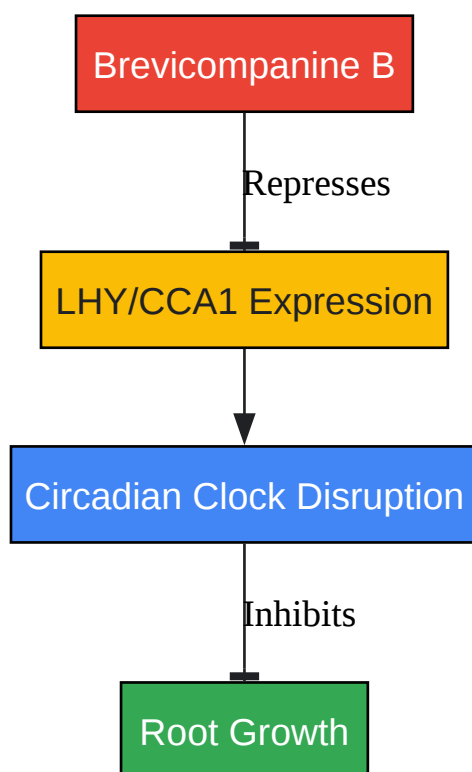 Brevicompanine B
Represses
LHY/CCA1 Expression
Circadian Clock Disruption
Inhibits
Root Growth